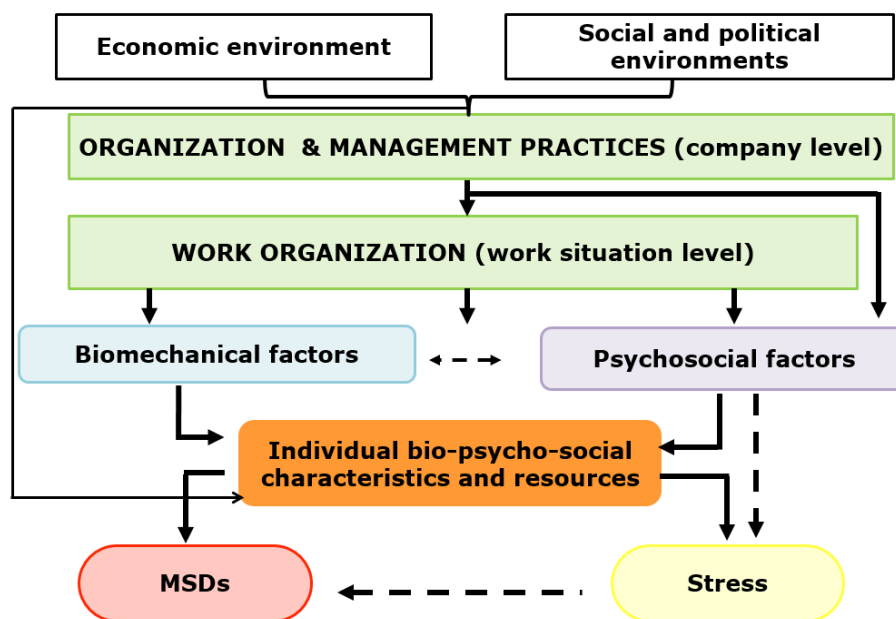 Economic environment
Social and political
environments
ORGANIZATION & MANAGEMENT PRACTICES (company level)
WORK ORGANIZATION (work situation level)
Biomechanical factors
Psychosocial factors
Individual bio-psycho-social
characteristics and resources
MSDs
Stress